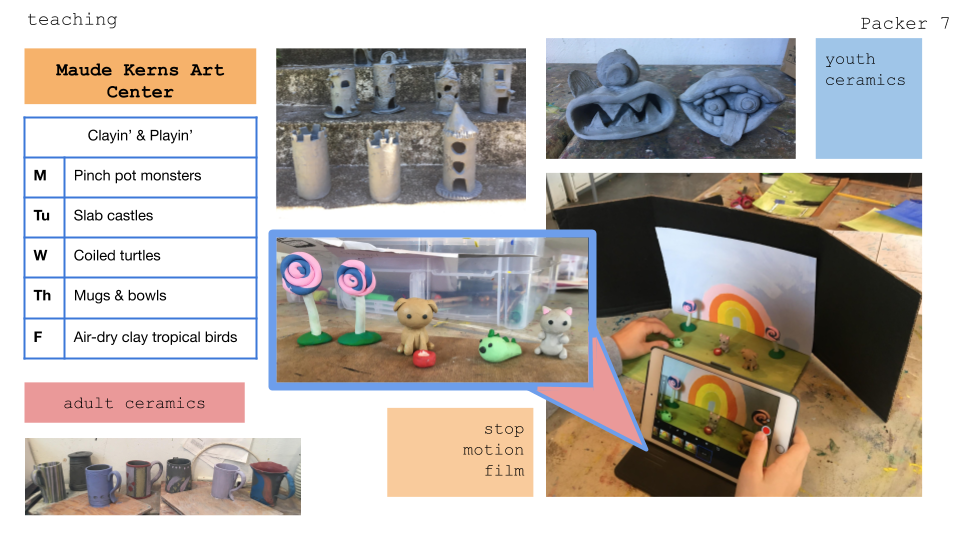 teaching
Packer 7
Maude Kerns Art
Center
Clayin’ & Playin’
M Pinch pot monsters
Tu Slab castles
W Coiled turtles
Th Mugs & bowls
F Air-dry clay tropical birds
adult ceramics
youth
ceramics
stop
motion
film